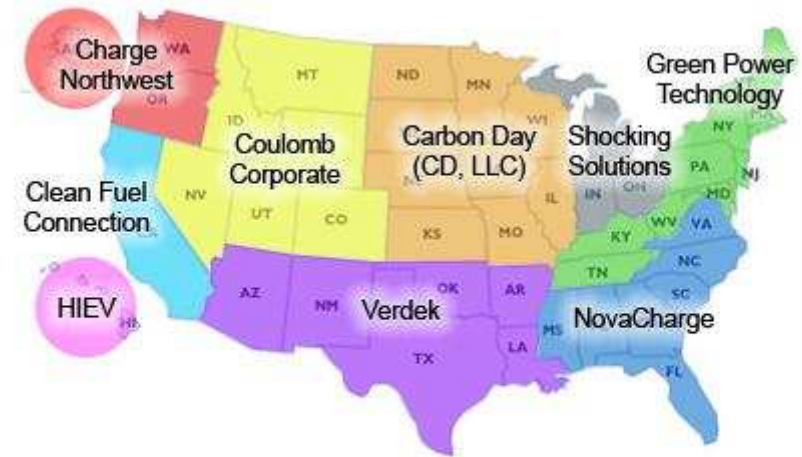 Charge
Northwest
WA
OR
MT
ID
ND
MN
WI
Green Power
Technology
NY
Coulomb
Corporate
Carbon Day
(CD, LLC)
Shocking
Solutions
PA
NJ
MD
Clean Fuel
Connection
NV
UT
CO
KS
MO
IL
IN
KY
WV
VA
TN
NC
SC
HIEV
AZ
NM
OK
AR
Verdek
NovaCharge
TX
LA
MS
FL